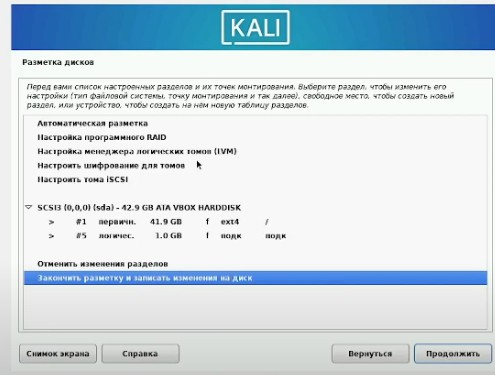 KALI
Разметка дисков
Перед вами список настроенных разделов и их точек монтирования. Выберите раздел, чтобы изменить его
настройки (тип файловой системы, точку монтирования и так далее), свободное место, чтобы создать новый
раздел, или устройство, чтобы создать на нём новую таблицу разделов.
Автоматическая разметка
Настройка программного RAID
Настройка менеджера логических томов (LVM)
Настроить шифрование для томов
Настроить тома iSCSI
SCSI3 (0,0,0) (sda) - 42.9 GB ATA VBOX HARDDISK
> #1 первичн. 41.9 GB f ext4 /
> #5 логичес. 1.0 GB f подк подк
Отменить изменения разделов
Закончить разметку и записать изменения на диск
Снимок экрана Справка Вернуться Продолжить